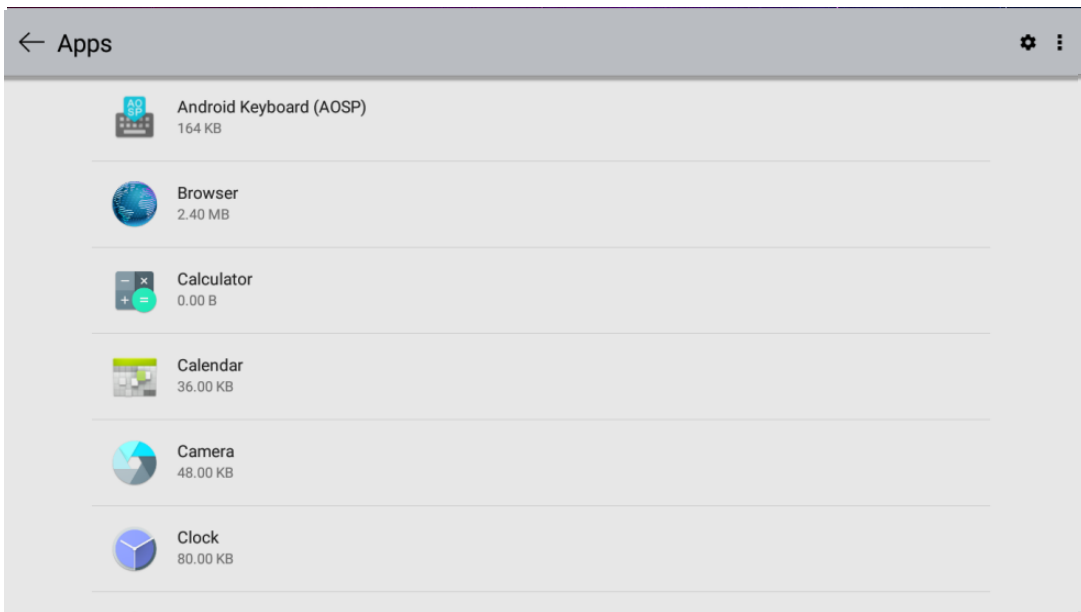 Apps
AOSP
Android Keyboard (AOSP)
164 KB
Browser
2.40 MB
Calculator
0.00 B
Calendar
36.00 KB
Camera
48.00 KB
Clock
80.00 KB